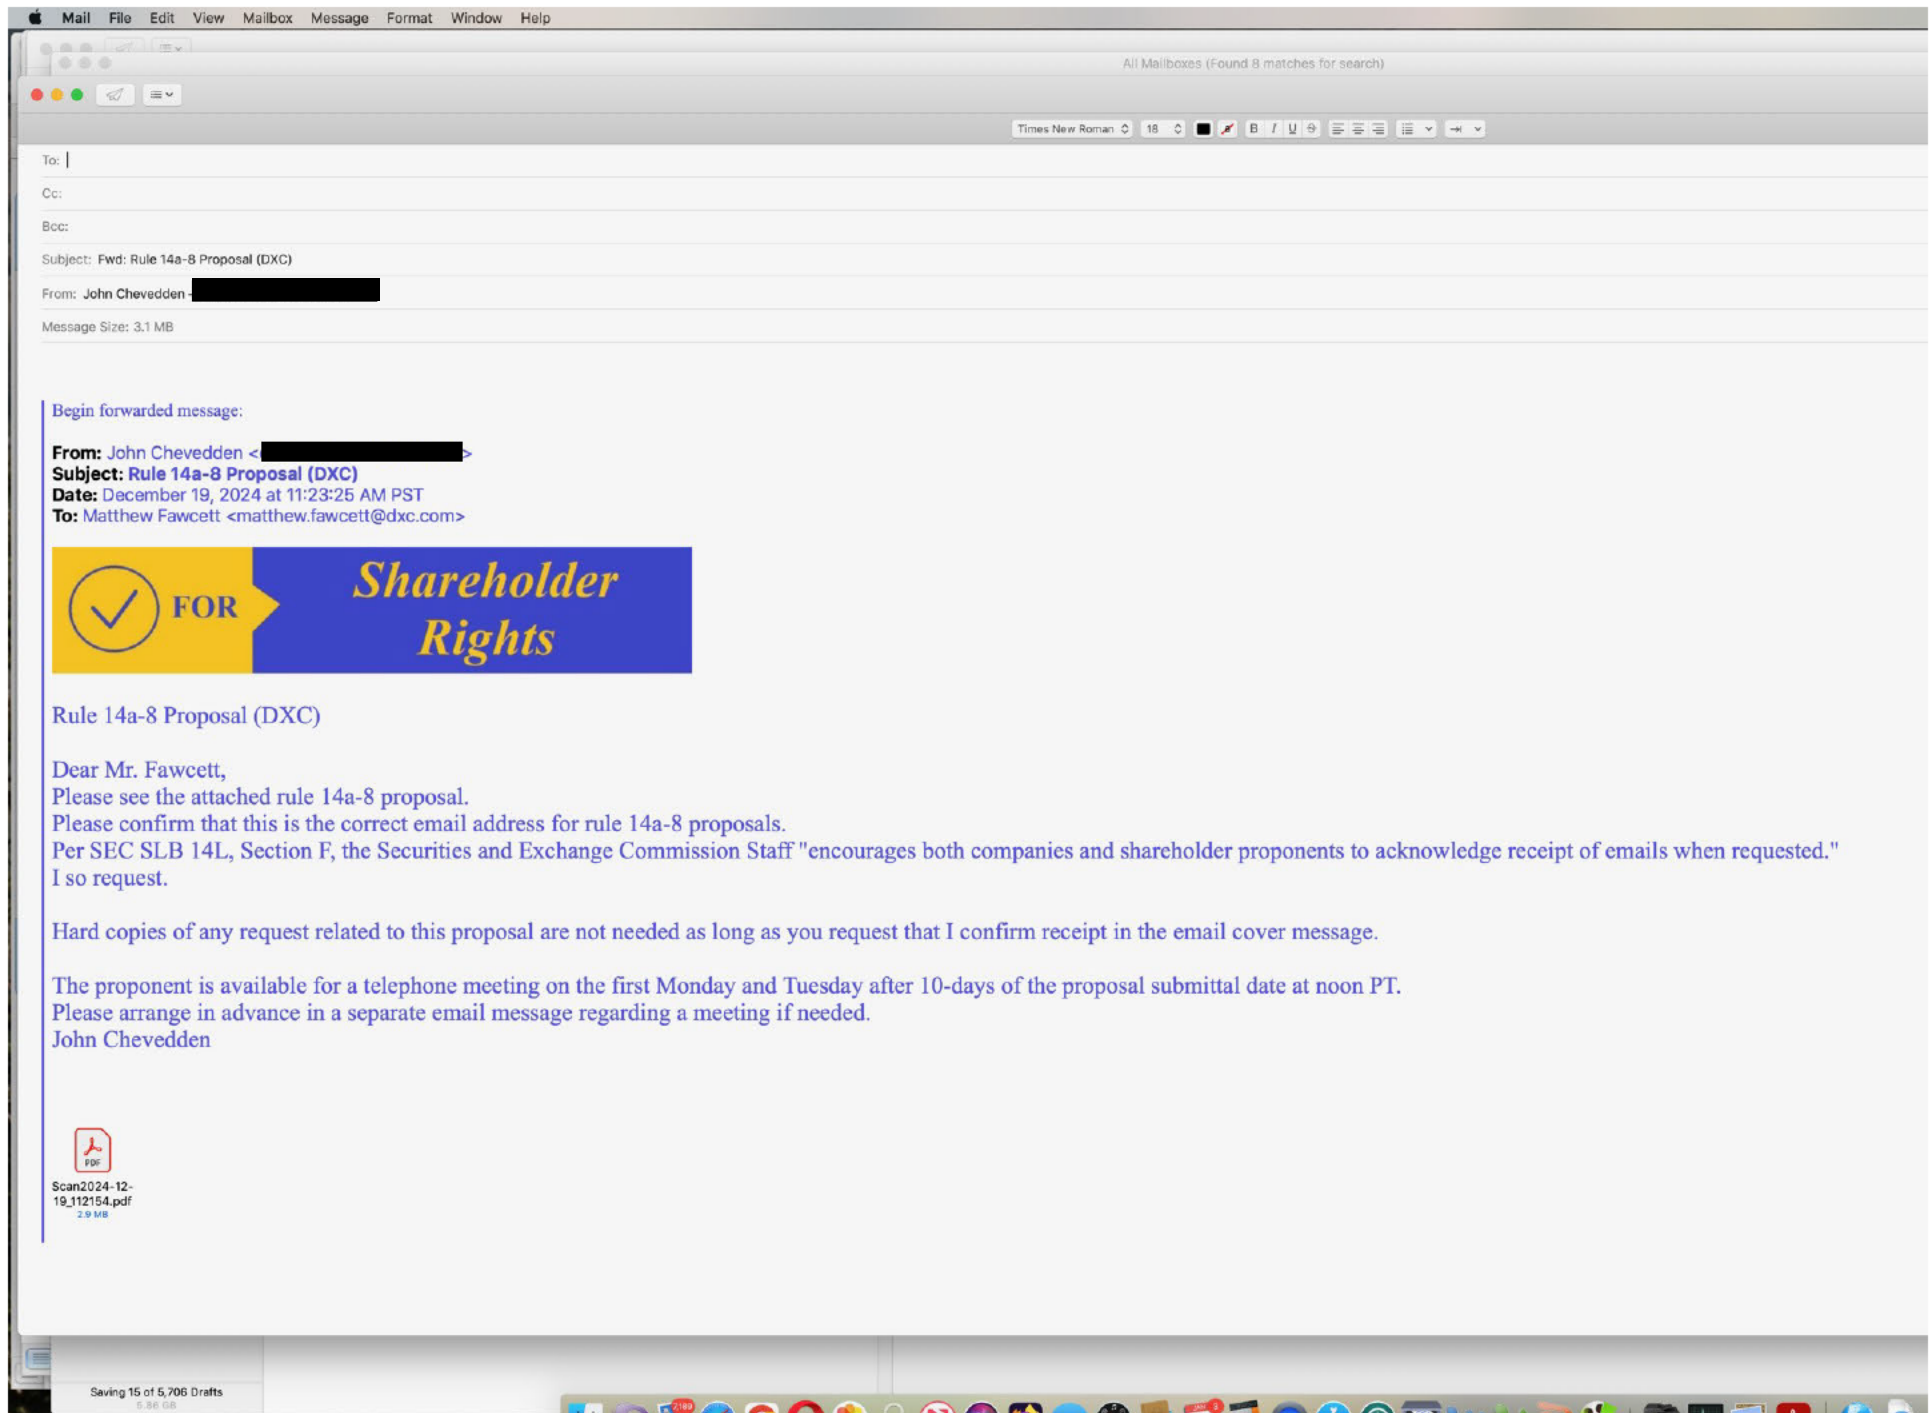 Mail File Edit View Mailbox Message Format Window Help
All Mailboxes (Found 8 matches for search)
Times New Roman 18 B I U S
To:
Cc:
Bcc:
Subject: Fwd: Rule 14a-8 Proposal (DXC)
From: John Chevedden -
Message Size: 3.1 MB
Begin forwarded message:
From: John Chevedden < >
Subject: Rule 14a-8 Proposal (DXC)
Date: December 19, 2024 at 11:23:25 AM PST
To: Matthew Fawcett <matthew.fawcett@dxc.com>
FOR
Shareholder
Rights
Rule 14a-8 Proposal (DXC)
Dear Mr. Fawcett,
Please see the attached rule 14a-8 proposal.
Please confirm that this is the correct email address for rule 14a-8 proposals.
Per SEC SLB 14L, Section F, the Securities and Exchange Commission Staff "encourages both companies and shareholder proponents to acknowledge receipt of emails when requested."
I so request.
Hard copies of any request related to this proposal are not needed as long as you request that I confirm receipt in the email cover message.
The proponent is available for a telephone meeting on the first Monday and Tuesday after 10-days of the proposal submittal date at noon PT.
Please arrange in advance in a separate email message regarding a meeting if needed.
John Chevedden
PDF
Scan2024-12-
19_112154.pdf
2.9 MB
Saving 15 of 5,706 Drafts
5.86 GB